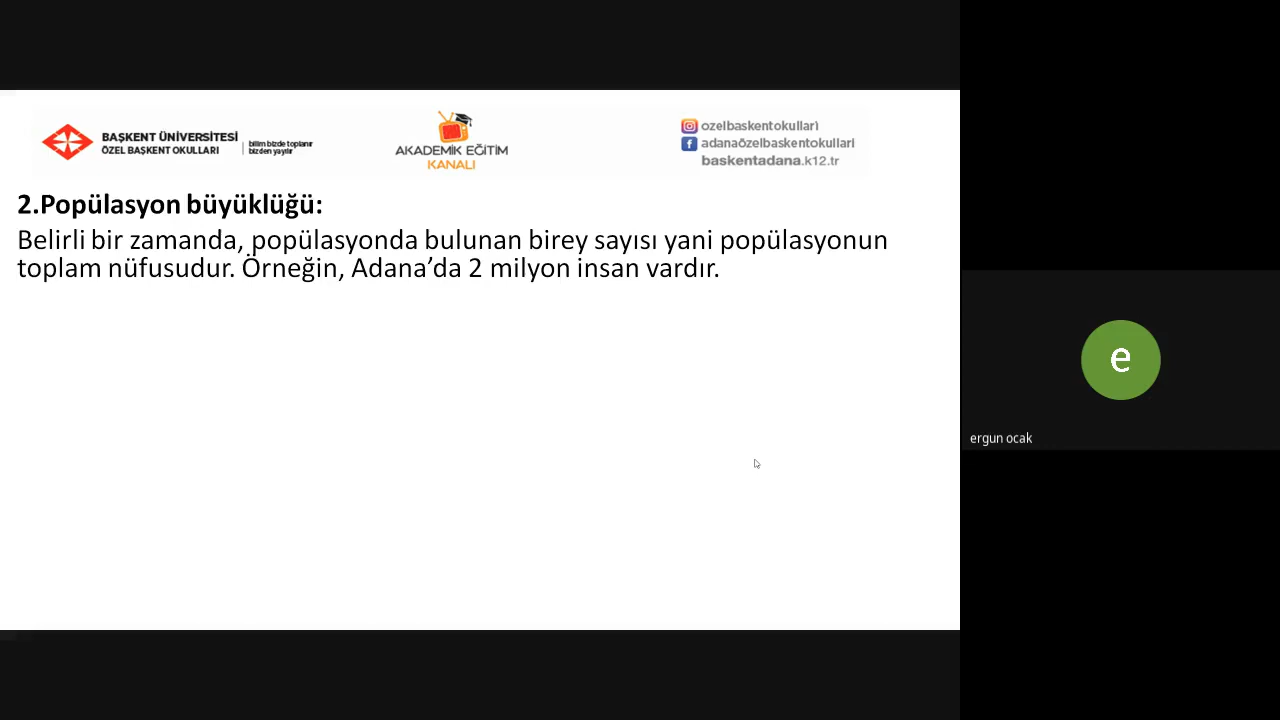 BAŞKENT ÜNİVERSİTESİ
ÖZEL BAŞKENT OKULLARI
bilim bizde toplanır
bizden yayılır
AKADEMİK EĞİTİM
KANALI
ozelbaskentokulları
adanaözelbaskentokullari
baskentadana.k12.tr
2.Popülasyon büyüklüğü:
Belirli bir zamanda, popülasyonda bulunan birey sayısı yani popülasyonun
toplam nüfusudur. Örneğin, Adana’da 2 milyon insan vardır.
e
ergun ocak